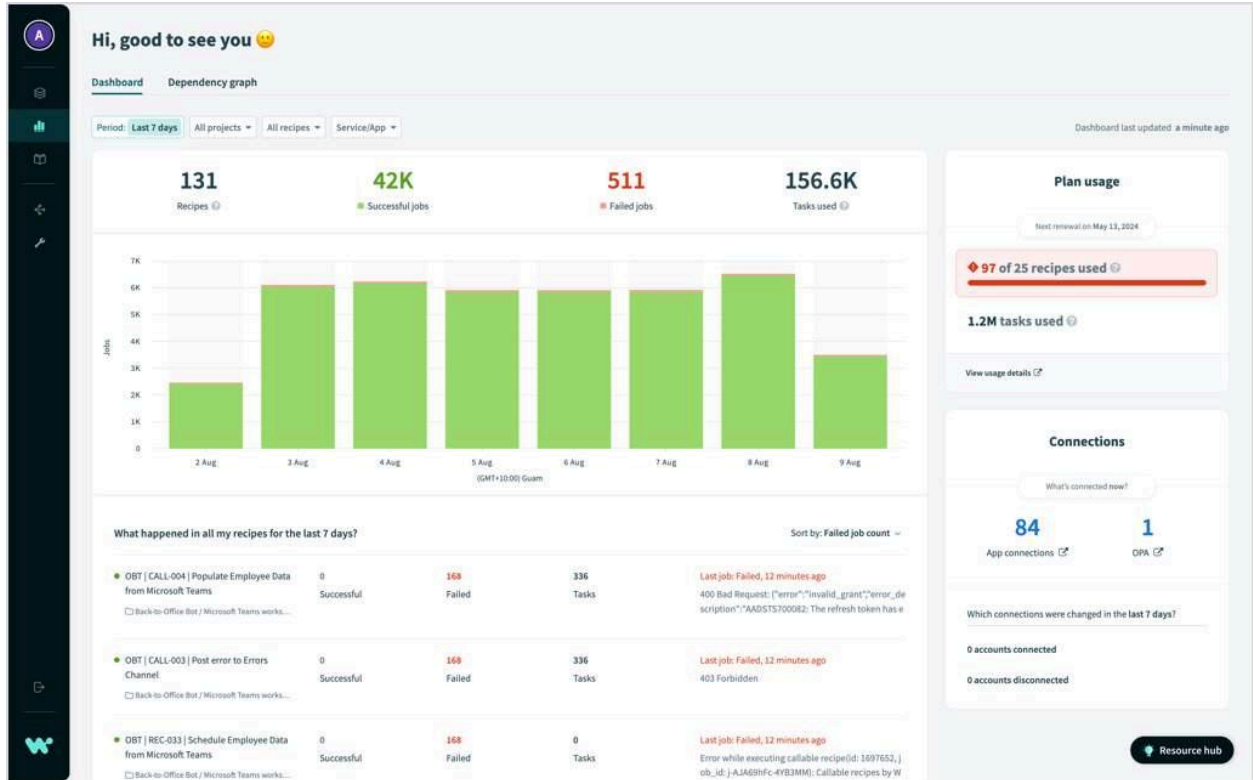 A
Hi, good to see you
Dashboard Dependency graph
Period: Last 7 days All projects All recipes Service/App
Dashboard last updated a minute ago
131
Recipes
42K
Successful jobs
511
Failed jobs
156.6K
Tasks used
7K
6K
5K
4K
3K
2K
1K
0
Jobs
2 Aug 3 Aug 4 Aug 5 Aug 6 Aug 7 Aug 8 Aug 9 Aug
(GMT+10:00) Guam
What happened in all my recipes for the last 7 days? Sort by: Failed job count
OBT | CALL-004 | Populate Employee Data
from Microsoft Teams
Back-to-Office Bot / Microsoft Teams works...
0
Successful
168
Failed
336
Tasks
Last job: Failed, 12 minutes ago
400 Bad Request: {"error":"invalid_grant","error_de
scription":"AADSTS700082: The refresh token has e
OBT | CALL-003 | Post error to Errors
Channel
Back-to-Office Bot / Microsoft Teams works...
0
Successful
168
Failed
336
Tasks
Last job: Failed, 12 minutes ago
403 Forbidden
OBT | REC-033 | Schedule Employee Data
from Microsoft Teams
Back-to-Office Bot / Microsoft Teams works...
0
Successful
168
Failed
0
Tasks
Last job: Failed, 12 minutes ago
Error while executing callable recipe(id: 1697652, j
ob_id: j-AJA69hFc-4YB3MM): Callable recipes by W
Plan usage
Next renewal on May 13, 2024
97 of 25 recipes used
1.2M tasks used
View usage details
Connections
What's connected now?
84
App connections
1
OPA
Which connections were changed in the last 7 days?
0 accounts connected
0 accounts disconnected
Resource hub